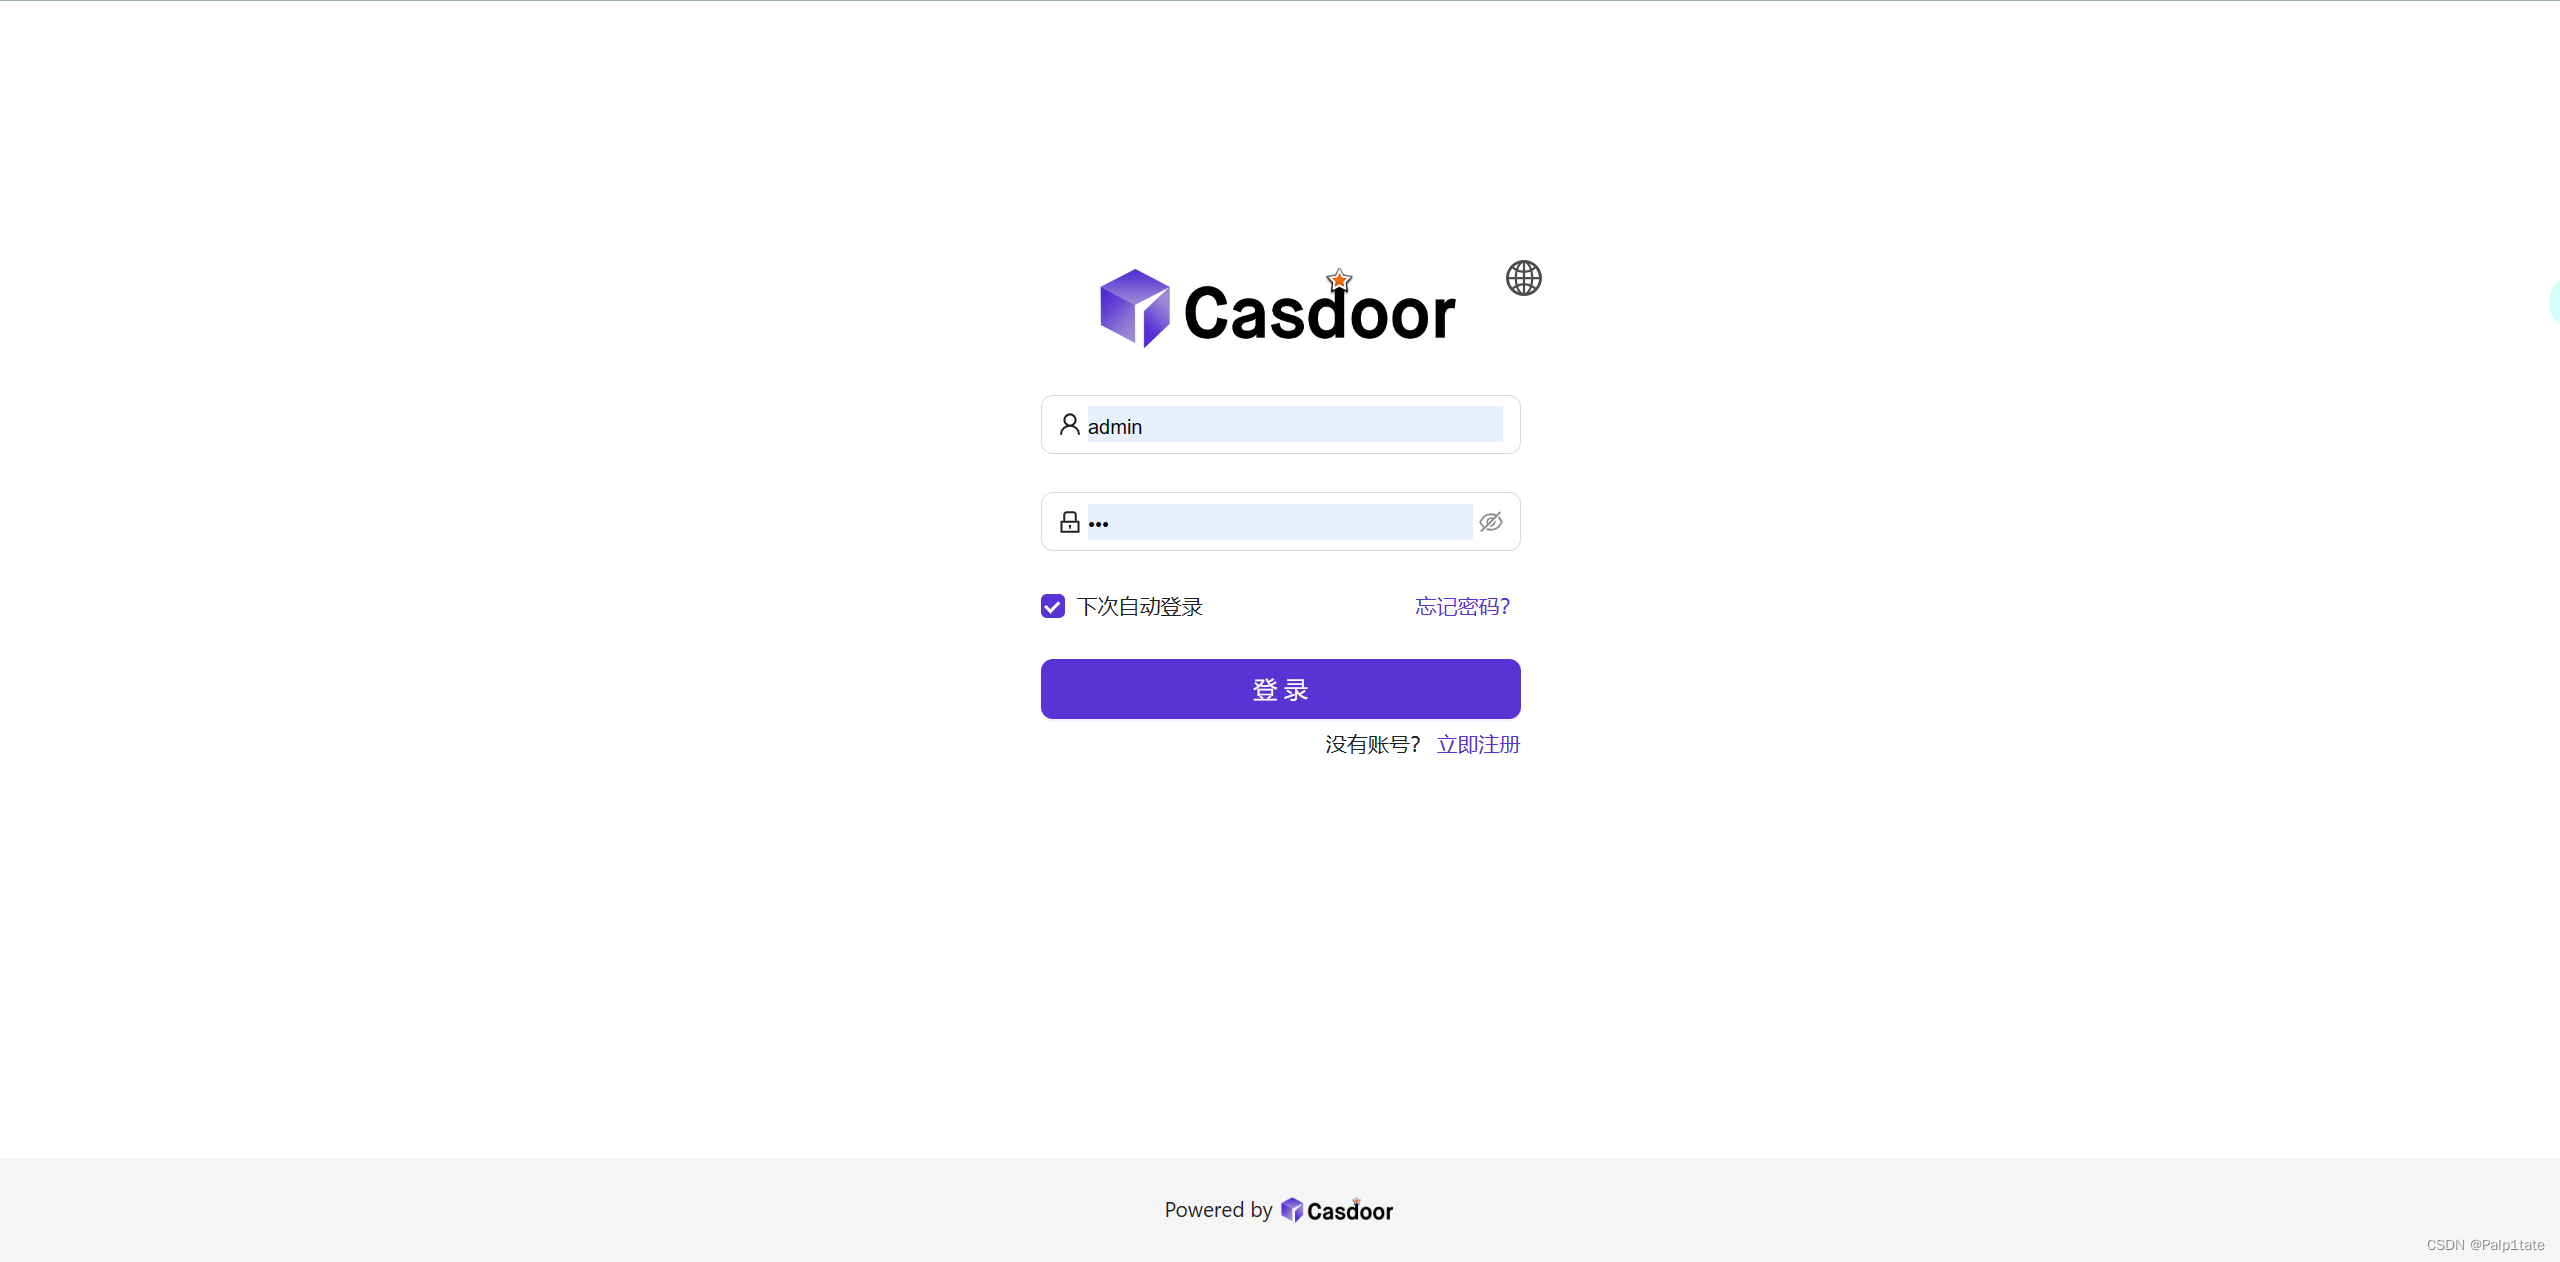 Casdoor
admin
•••
下次自动登录
忘记密码?
登 录
没有账号? 立即注册
Powered by Casdoor
CSDN @Palp1tate